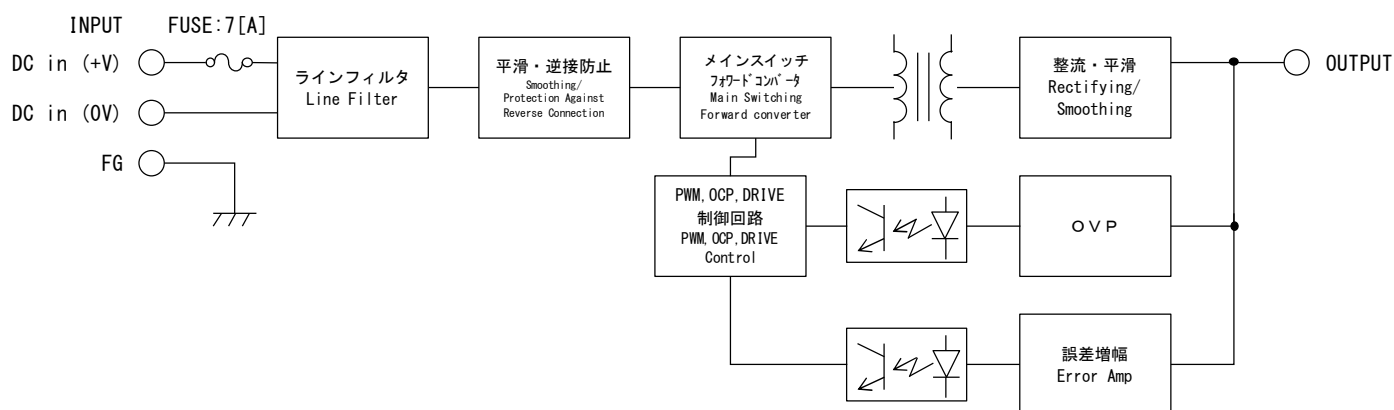 INPUT
FUSE:7[A]
DC in (+V)
DC in (0V)
FG
ラインフィルタ
Line Filter
平滑・逆接防止
Smoothing/
Protection Against
Reverse Connection
メインスイッチ
ﾌｫﾜｰﾄﾞｺﾝﾊﾞｰﾀ
Main Switching
Forward converter
整流・平滑
Rectifying/
Smoothing
OUTPUT
PWM,OCP,DRIVE
制御回路
PWM,OCP,DRIVE
Control
ＯＶＰ
誤差増幅
Error Amp